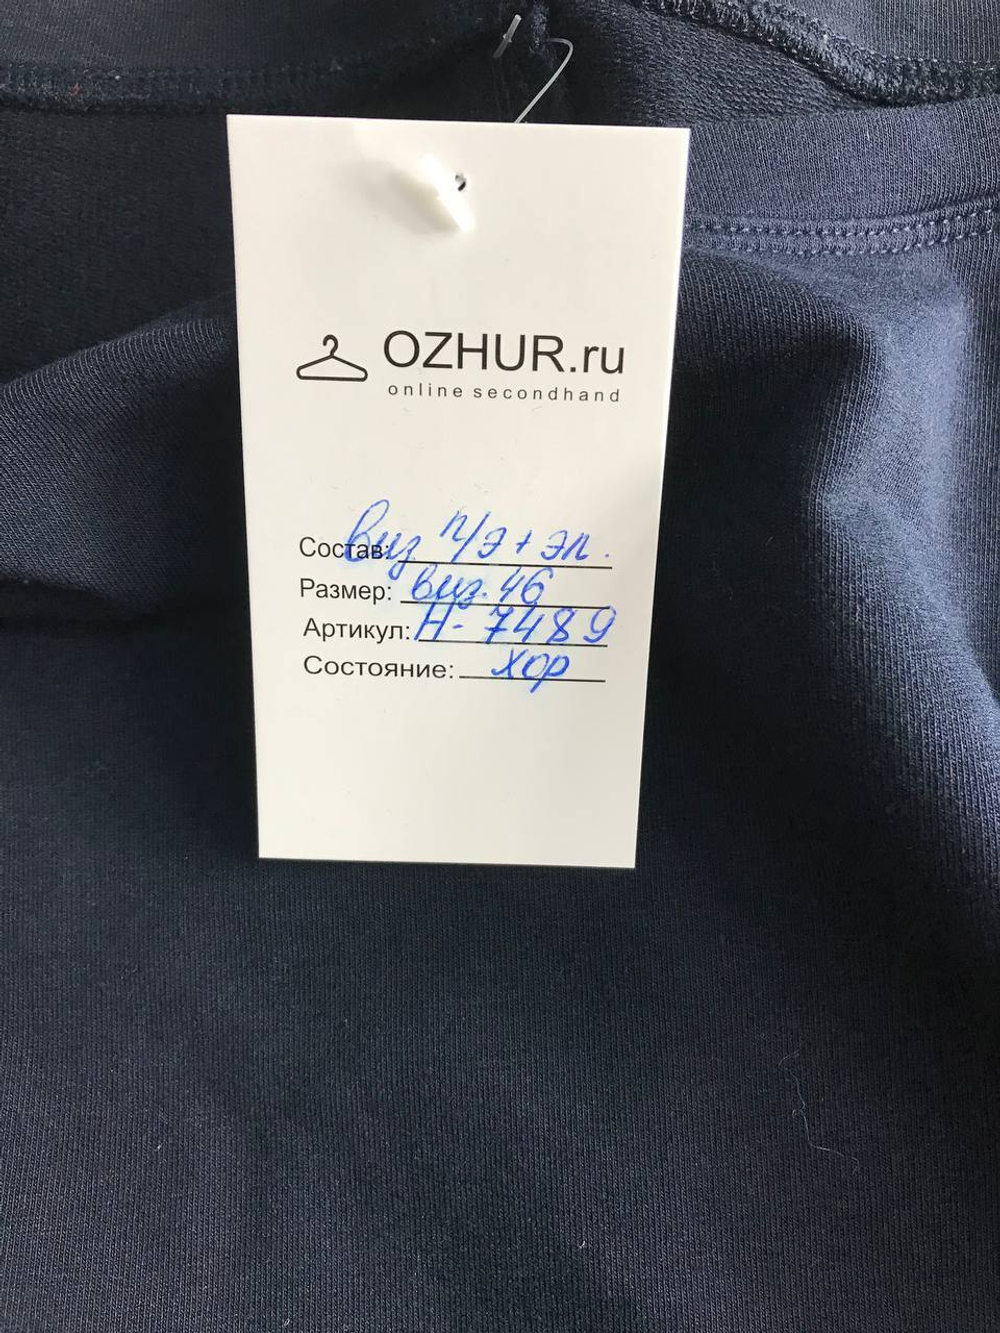 OZHUR.ru
online secondhand
Состав: виз п/э + эл.
Размер: виз. 46
Артикул: Н- 7489
Состояние: хор